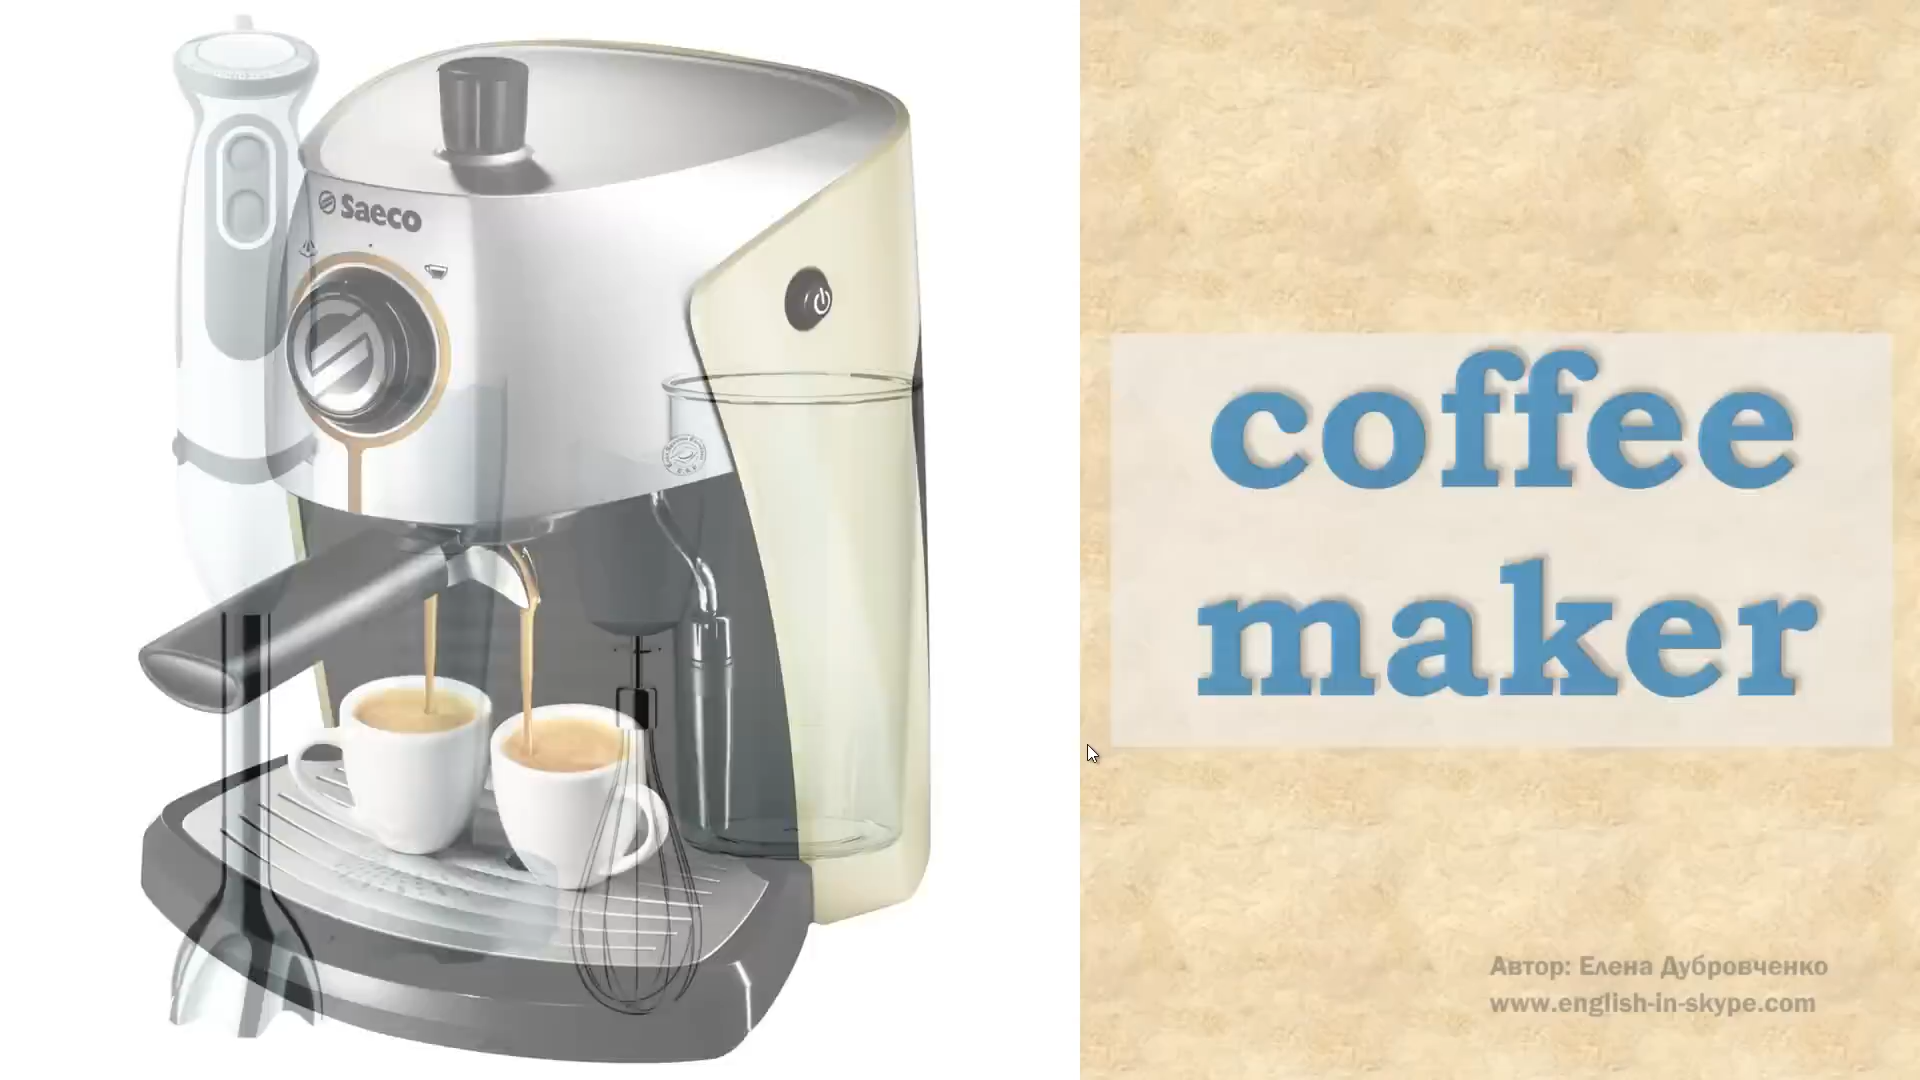 Saeco
coffee
maker
Автор: Елена Дубровченко
www.english-in-skype.com